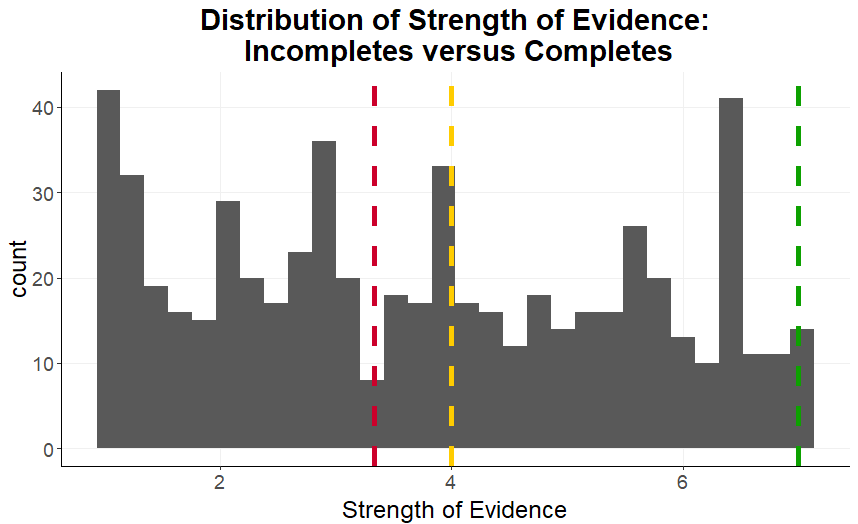 Distribution of Strength of Evidence:
Incompletes versus Completes
count
40
30
20
10
0
2 4 6
Strength of Evidence